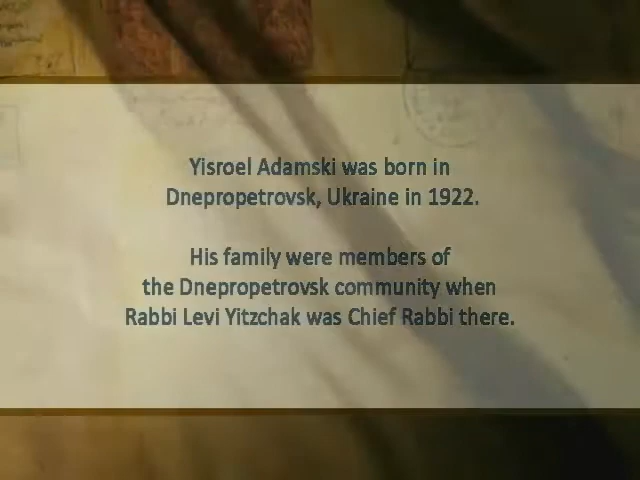 Yisroel Adamski was born in
Dnepropetrovsk, Ukraine in 1922.
His family were members of
the Dnepropetrovsk community when
Rabbi Levi Yitzchak was Chief Rabbi there.